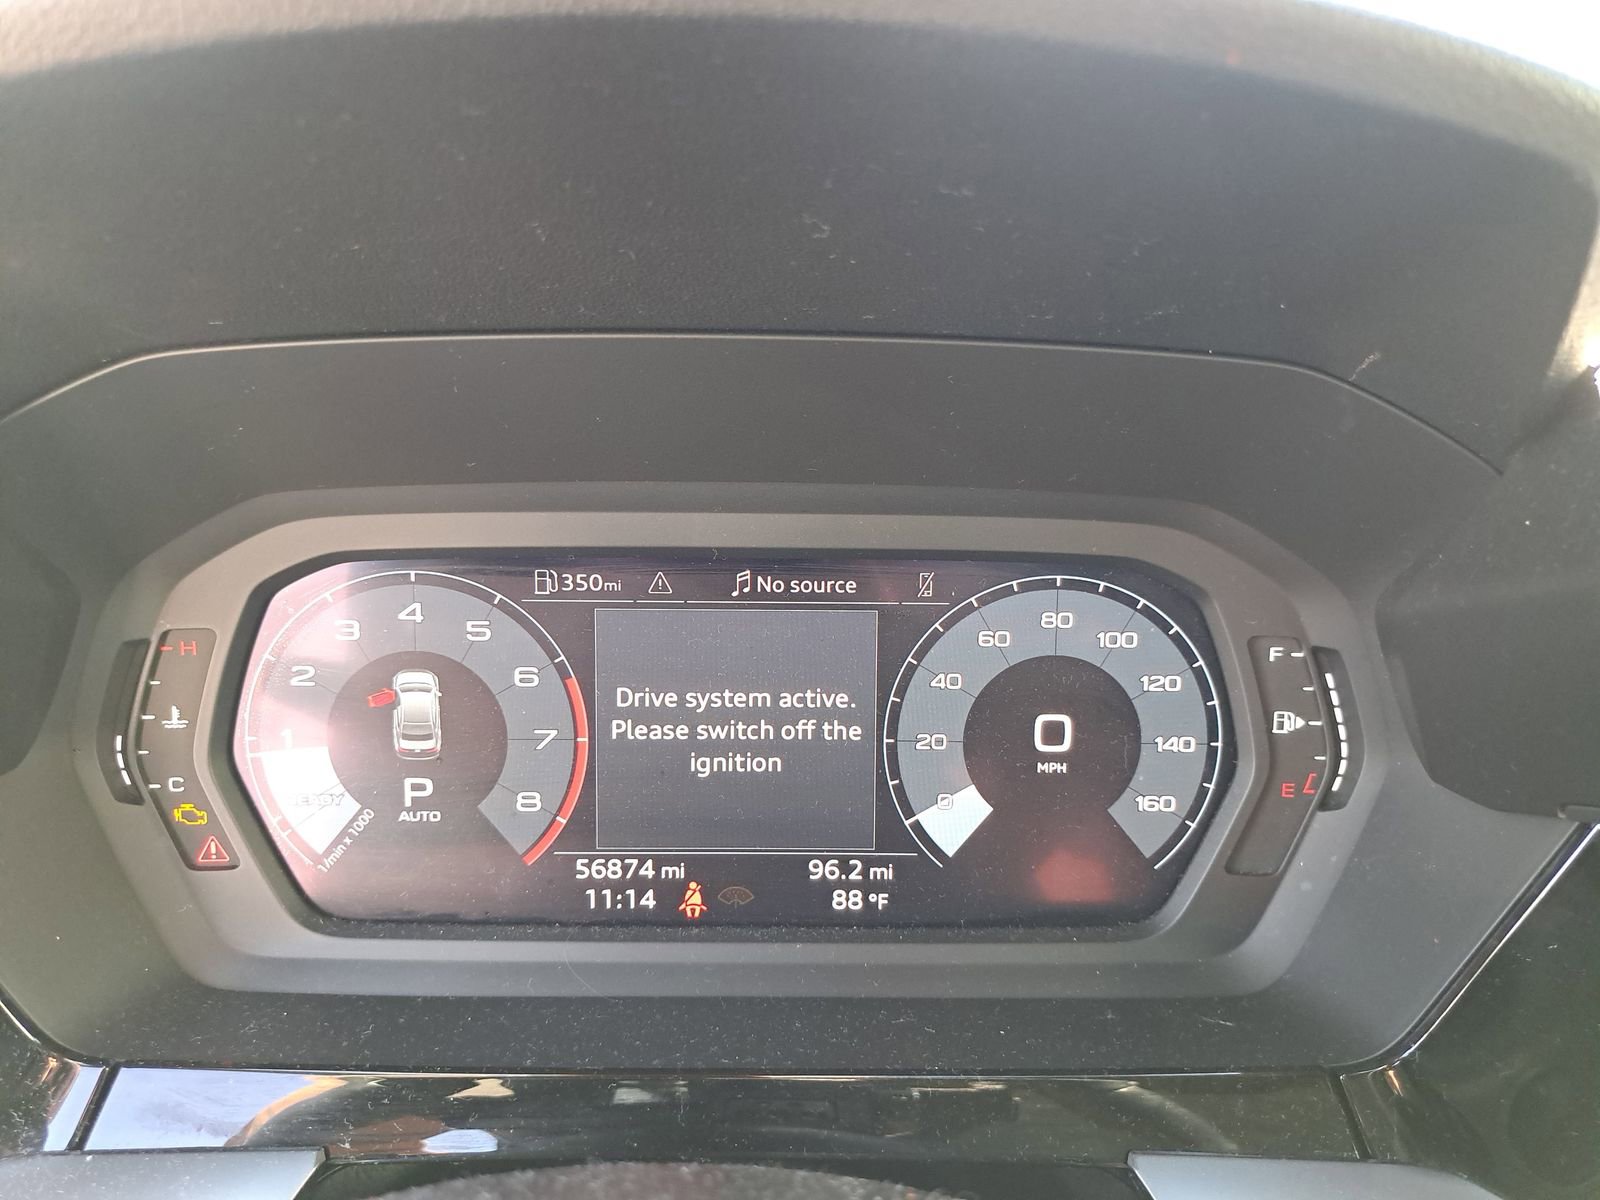 350mi
No source
H
C
1
2
3
4
5
6
7
8
READY
1/min x 1000
P
AUTO
Drive system active.
Please switch off the
ignition
0
20
40
60
80
100
120
140
160
0
MPH
F
E
56874 mi
96.2 mi
11:14
88 °F